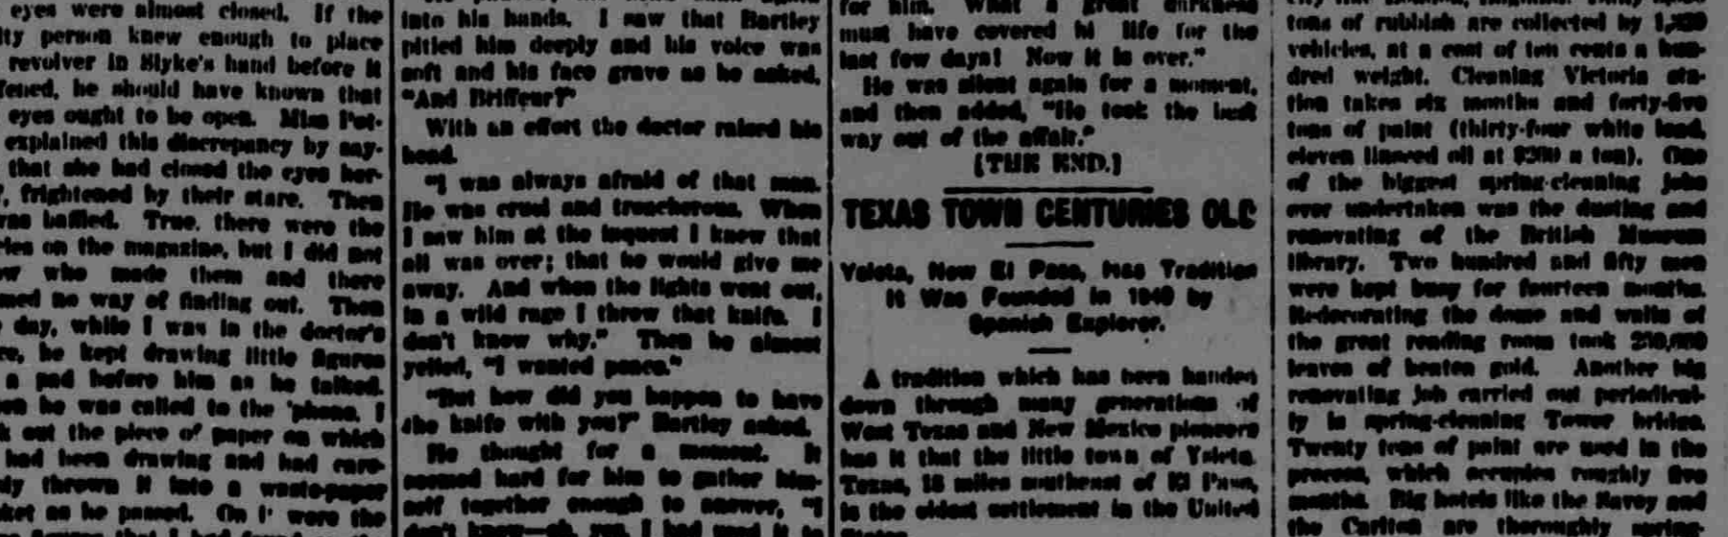 eyes were almost closed. If the
ty person knew enough to place
revolver in Slyke's hand before it
fened, he should have known that
eyes ought to be open. Miss Pot-
explained this discrepancy by say-
that she had closed the eyes her-
, frightened by their stare. Then
was baffled. True, there were the
on the magazine, but I did not
who made them and there
med no way of finding out. Then
day, while I was in the doctor's
he kept drawing little figures
a pad before him as he talked.
he was called to the 'phone. I
out the piece of paper on which
had been drawing and had care-
ly thrown it into a waste-paper
ket as he passed. On it were the
into his hands. I saw that Bartley
pitied him deeply and his voice was
soft and his face grave as he asked,
"And Briffeur?"
With an effort the doctor raised his
head.
"I was always afraid of that man.
He was cruel and treacherous. When
I saw him at the inquest I knew that
all was over; that he would give me
away. And when the lights went out,
in a wild rage I threw that knife. I
don't know why." Then he almost
yelled, "I wanted peace."
"But how did you happen to have
the knife with you?" Bartley asked.
He thought for a moment. It
seemed hard for him to gather him-
self together enough to answer, "I
don't know—oh, yes, I had used it to
for him. What a great darkness
must have covered hi life for the
last few days! Now it is over."
He was silent again for a moment,
and then added, "He took the best
way out of the affair."
[THE END.]
TEXAS TOWN CENTURIES OLD
Ysleta, Now El Paso, Has Tradition
It Was Founded in 1540 by
Spanish Explorer.
A tradition which has been handed
down through many generations of
West Texas and New Mexico pioneers
has it that the little town of Ysleta,
Texas, miles southeast of El Paso,
is the oldest settlement in the United
States.
tons of rubbish are collected by
vehicles, at a cost of ten cents a hun-
dred weight. Cleaning Victoria sta-
tion takes six months and forty-five
tons of paint (thirty-four white lead,
eleven linseed oil at a ton). One
of the biggest spring-cleaning jobs
ever undertaken was the dusting and
renovating of the British Museum
library. Two hundred and fifty men
were kept busy for fourteen months.
Redecorating the dome and walls of
the great reading room took
leaves of beaten gold. Another big
renovating job carried out periodical-
ly is spring-cleaning Tower bridge.
Twenty tons of paint are used in the
process, which occupies roughly five
months. Big hotels like the Savoy and
the Carlton are thoroughly spring-